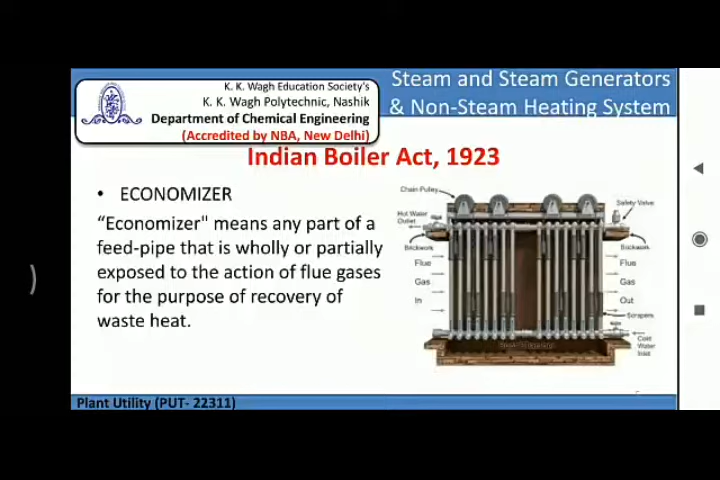 K. K. Wagh Education Society's
K. K. Wagh Polytechnic, Nashik
Department of Chemical Engineering
(Accredited by NBA, New Delhi)
Steam and Steam Generators
& Non-Steam Heating System
Indian Boiler Act, 1923
• ECONOMIZER
“Economizer" means any part of a
feed-pipe that is wholly or partially
exposed to the action of flue gases
for the purpose of recovery of
waste heat.
Chain Pulley
Safety Valve
Hot Water
Outlet
Brickwork
Flue
Gas
In
Flue
Gas
Out
Scrapers
Cold
Water
Inlet
Plant Utility (PUT- 22311)